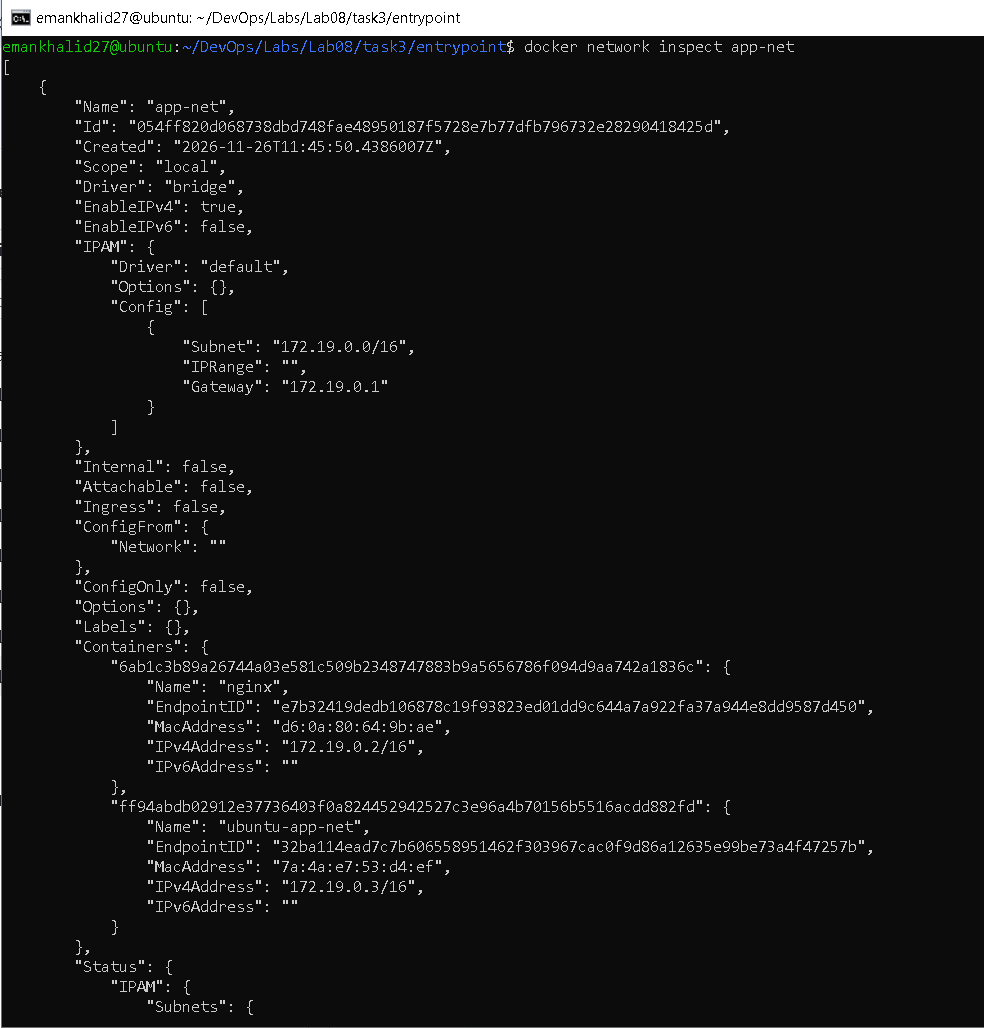 emankhalid27@ubuntu: ~/DevOps/Labs/Lab08/task3/entrypoint
emankhalid27@ubuntu:~/DevOps/Labs/Lab08/task3/entrypoint$ docker network inspect app-net
[
    {
        "Name": "app-net",
        "Id": "054ff820d068738dbd748fae48950187f5728e7b77dfb796732e28290418425d",
        "Created": "2026-11-26T11:45:50.4386007Z",
        "Scope": "local",
        "Driver": "bridge",
        "EnableIPv4": true,
        "EnableIPv6": false,
        "IPAM": {
            "Driver": "default",
            "Options": {},
            "Config": [
                {
                    "Subnet": "172.19.0.0/16",
                    "IPRange": "",
                    "Gateway": "172.19.0.1"
                }
            ]
        },
        "Internal": false,
        "Attachable": false,
        "Ingress": false,
        "ConfigFrom": {
            "Network": ""
        },
        "ConfigOnly": false,
        "Options": {},
        "Labels": {},
        "Containers": {
            "6ab1c3b89a26744a03e581c509b2348747883b9a5656786f094d9aa742a1836c": {
                "Name": "nginx",
                "EndpointID": "e7b32419dedb106878c19f93823ed01dd9c644a7a922fa37a944e8dd9587d450",
                "MacAddress": "d6:0a:80:64:9b:ae",
                "IPv4Address": "172.19.0.2/16",
                "IPv6Address": ""
            },
            "ff94abdb02912e37736403f0a824452942527c3e96a4b70156b5516acdd882fd": {
                "Name": "ubuntu-app-net",
                "EndpointID": "32ba114ead7c7b606558951462f303967cac0f9d86a12635e99be73a4f47257b",
                "MacAddress": "7a:4a:e7:53:d4:ef",
                "IPv4Address": "172.19.0.3/16",
                "IPv6Address": ""
            }
        },
        "Status": {
            "IPAM": {
                "Subnets": {